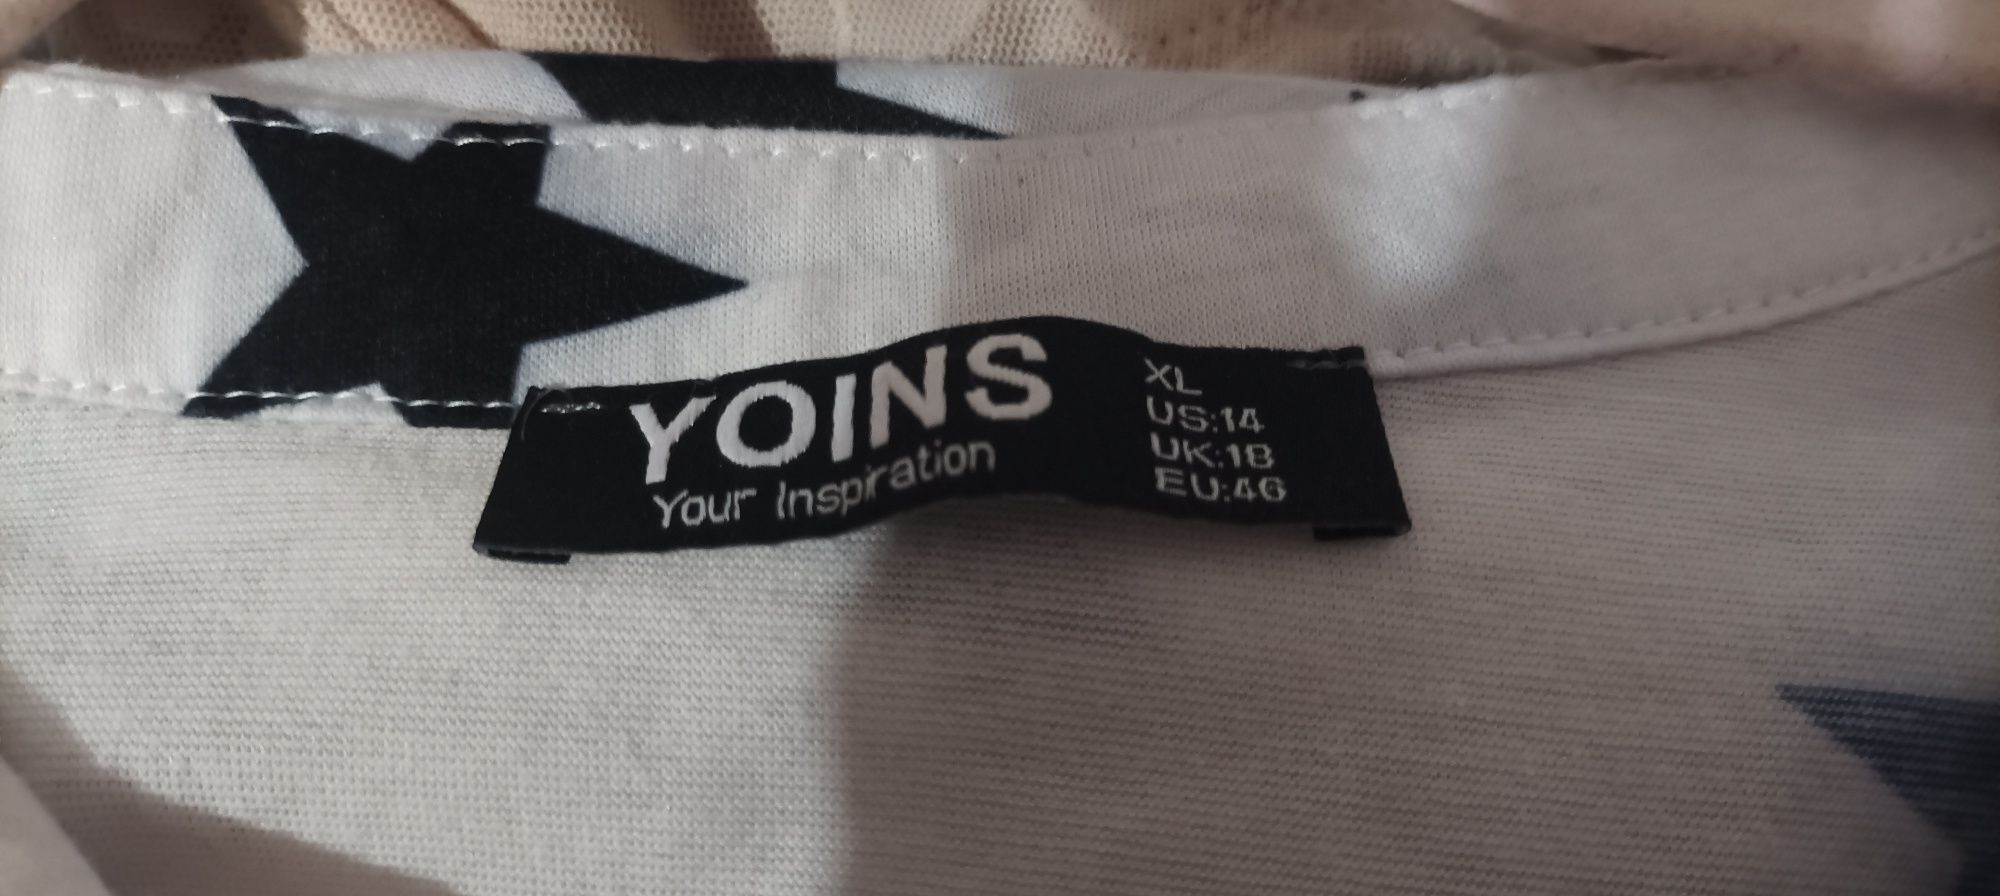 YOINS
Your Inspiration
XL
US:14
UK:18
EU:46